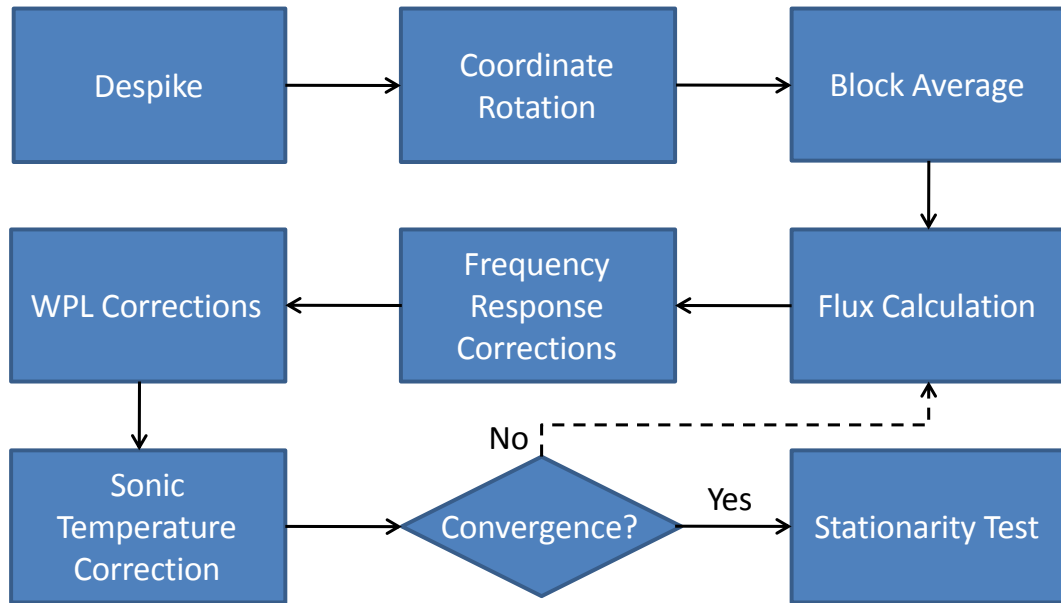 Despike
Coordinate
Rotation
Block Average
WPL Corrections
Frequency
Response
Corrections
Flux Calculation
No
Sonic
Temperature
Correction
Convergence?
Yes
Stationarity Test